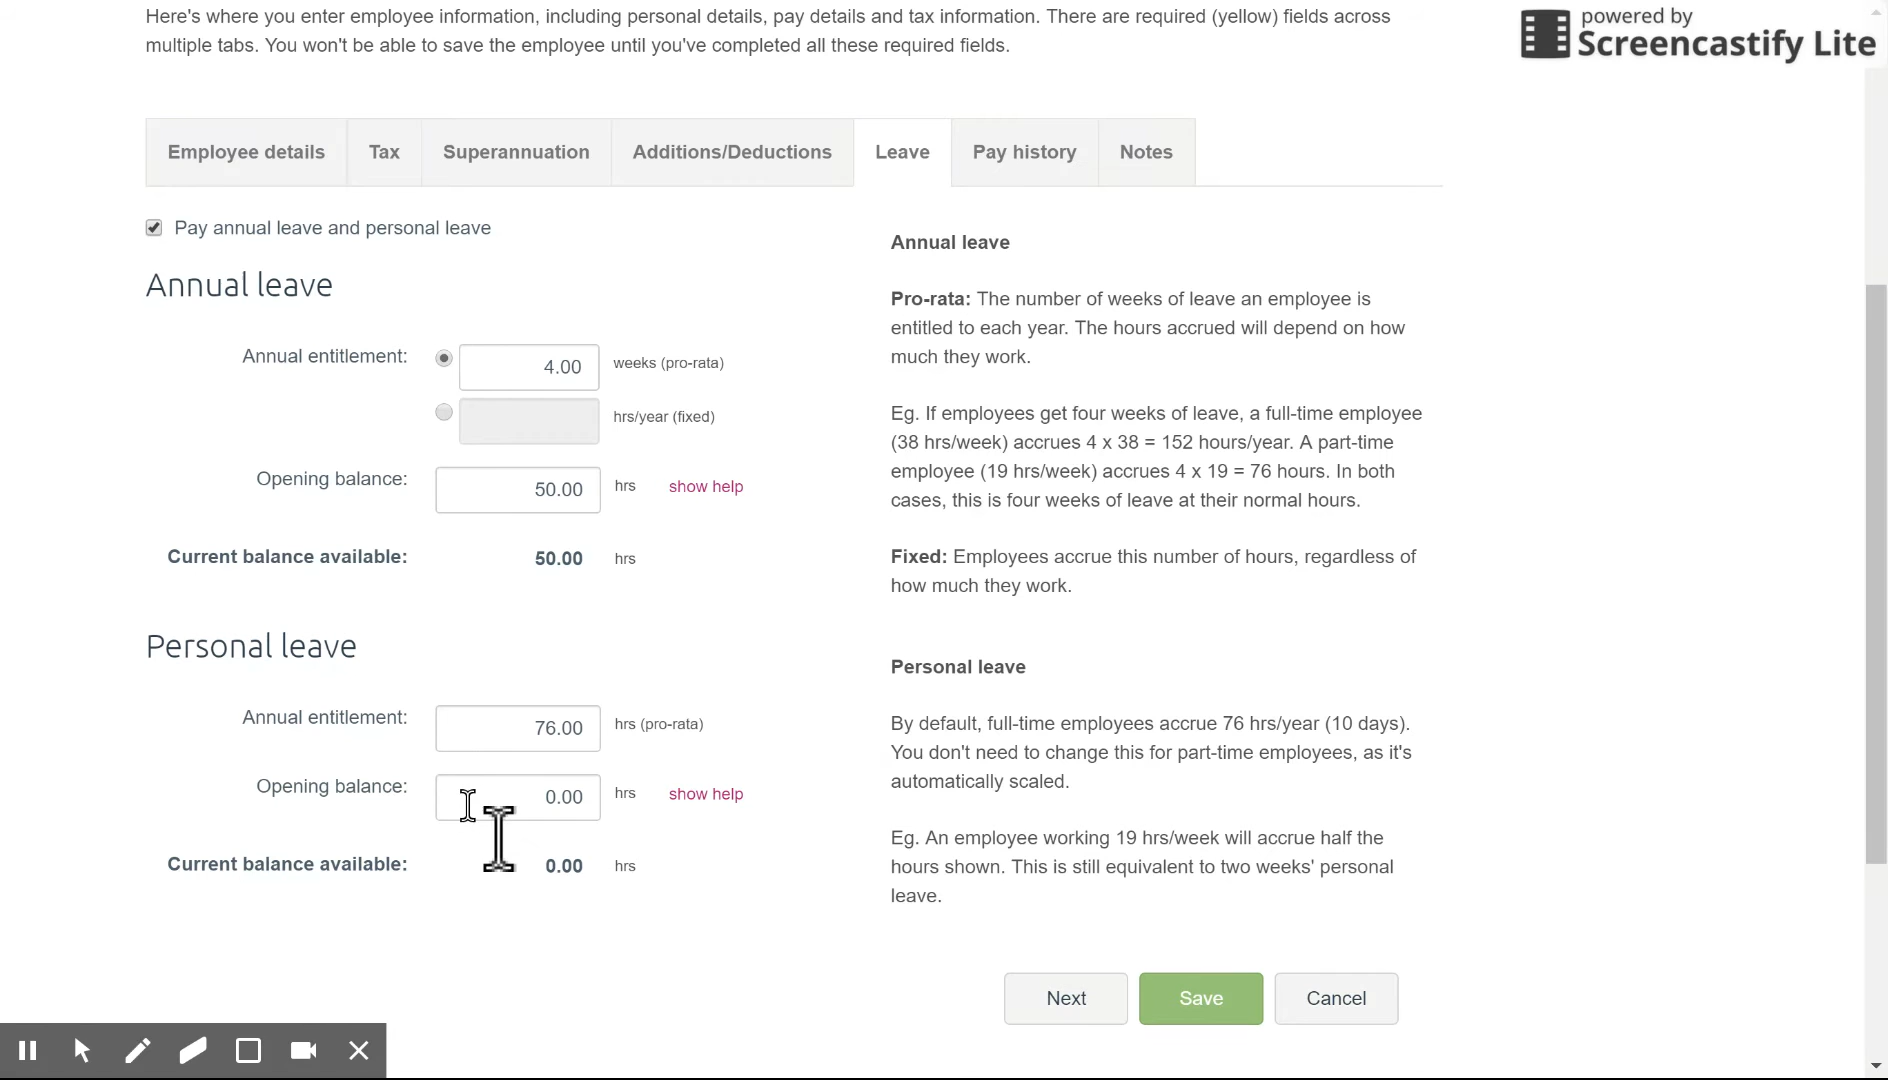 Here's where you enter employee information, including personal details, pay details and tax information. There are required (yellow) fields across
multiple tabs. You won't be able to save the employee until you've completed all these required fields.
powered by
Screencastify Lite
Employee details
Tax
Superannuation
Additions/Deductions
Leave
Pay history
Notes
Pay annual leave and personal leave
Annual leave
Annual entitlement:
4.00
weeks (pro-rata)
hrs/year (fixed)
Opening balance:
50.00
hrs
show help
Current balance available:
50.00
hrs
Personal leave
Annual entitlement:
76.00
hrs (pro-rata)
Opening balance:
0.00
hrs
show help
Current balance available:
0.00
hrs
Annual leave
Pro-rata: The number of weeks of leave an employee is
entitled to each year. The hours accrued will depend on how
much they work.
Eg. If employees get four weeks of leave, a full-time employee
(38 hrs/week) accrues 4 x 38 = 152 hours/year. A part-time
employee (19 hrs/week) accrues 4 x 19 = 76 hours. In both
cases, this is four weeks of leave at their normal hours.
Fixed: Employees accrue this number of hours, regardless of
how much they work.
Personal leave
By default, full-time employees accrue 76 hrs/year (10 days).
You don't need to change this for part-time employees, as it's
automatically scaled.
Eg. An employee working 19 hrs/week will accrue half the
hours shown. This is still equivalent to two weeks' personal
leave.
Next
Save
Cancel